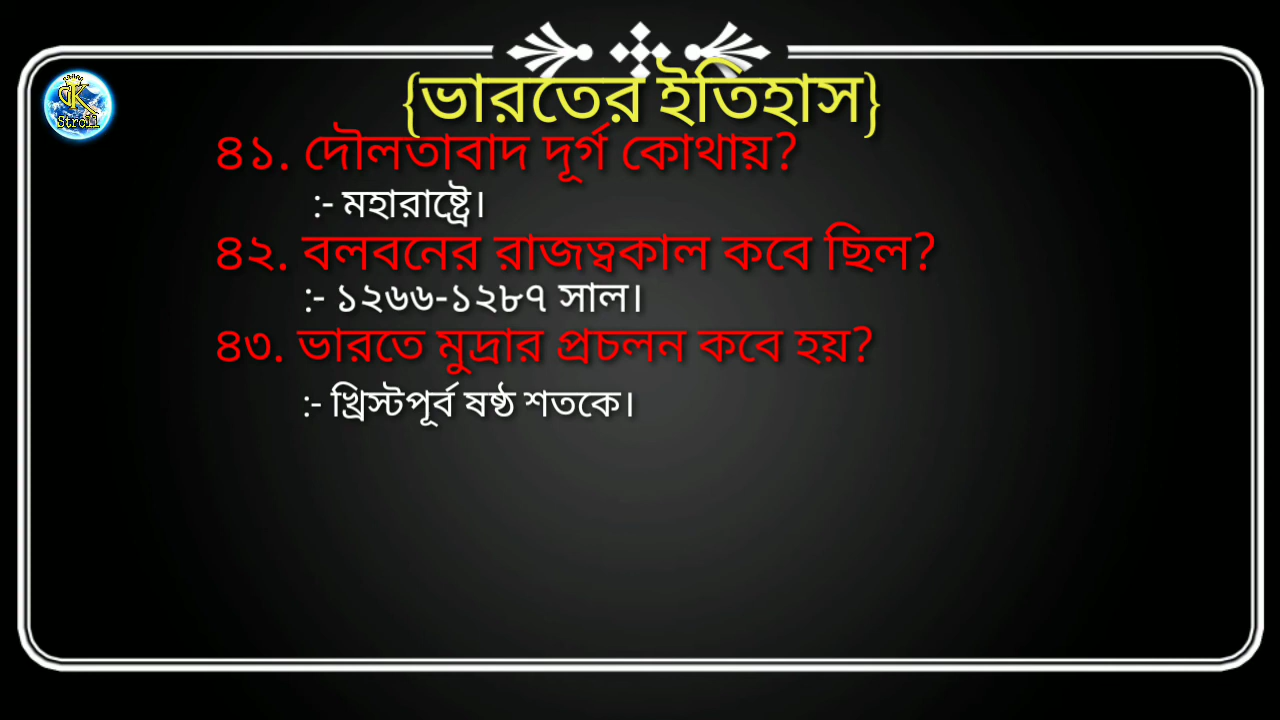 {ভারতের ইতিহাস}
K
Stroll
৪১. দৌলতাবাদ দূর্গ কোথায়?
:- মহারাষ্ট্রে।
৪২. বলবনের রাজত্বকাল কবে ছিল?
:- ১২৬৬-১২৮৭ সাল।
৪৩. ভারতে মুদ্রার প্রচলন কবে হয়?
:- খ্রিস্টপূর্ব ষষ্ঠ শতকে।